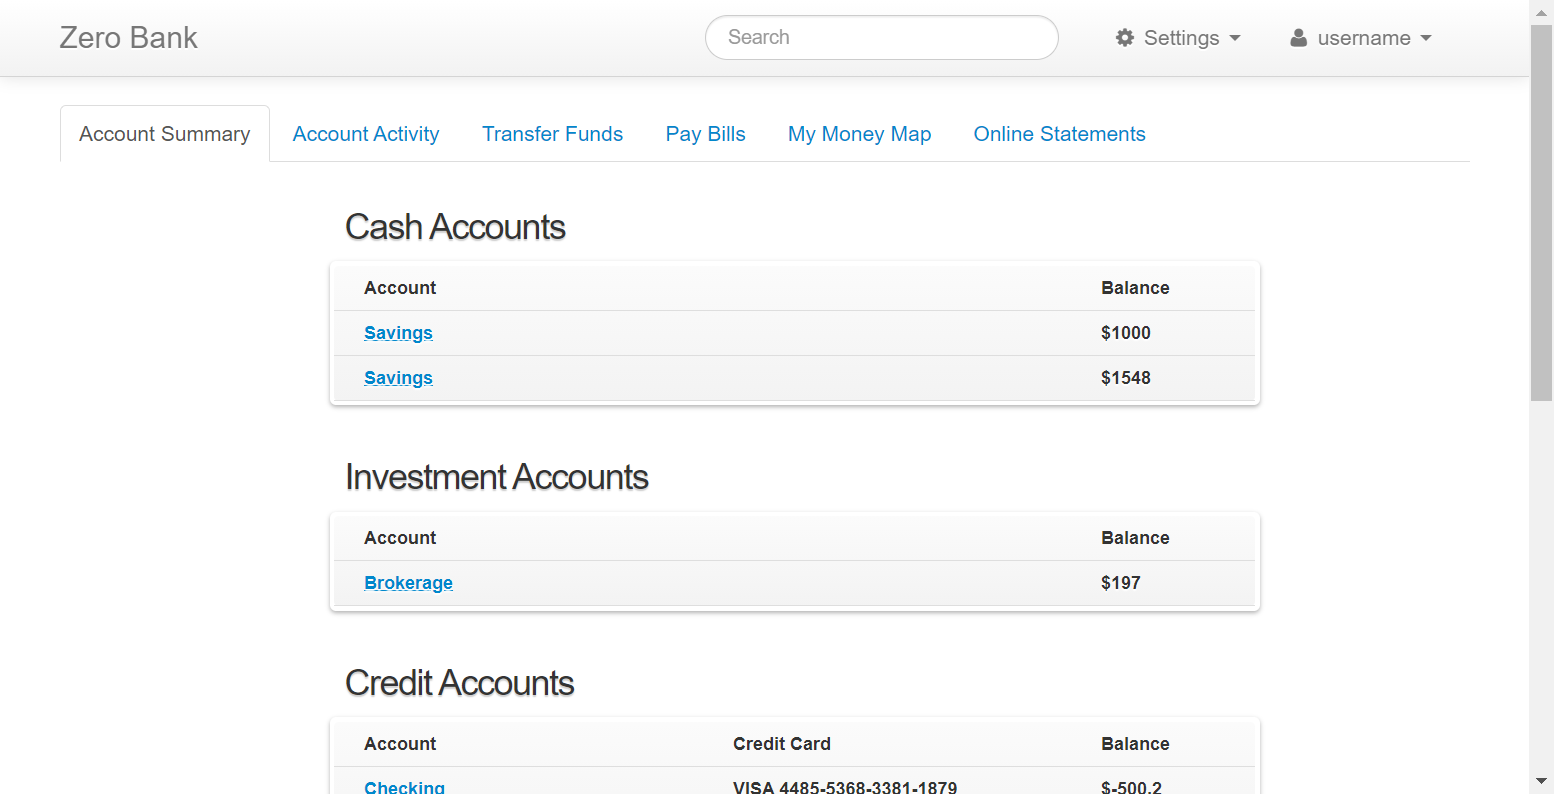 Zero Bank Search Settings username
Account Summary Account Activity Transfer Funds Pay Bills My Money Map Online Statements
Cash Accounts
Account Balance
Savings $1000
Savings $1548
Investment Accounts
Account Balance
Brokerage $197
Credit Accounts
Account Credit Card Balance
Checking VISA 4485-5368-3381-1879 $-500.2